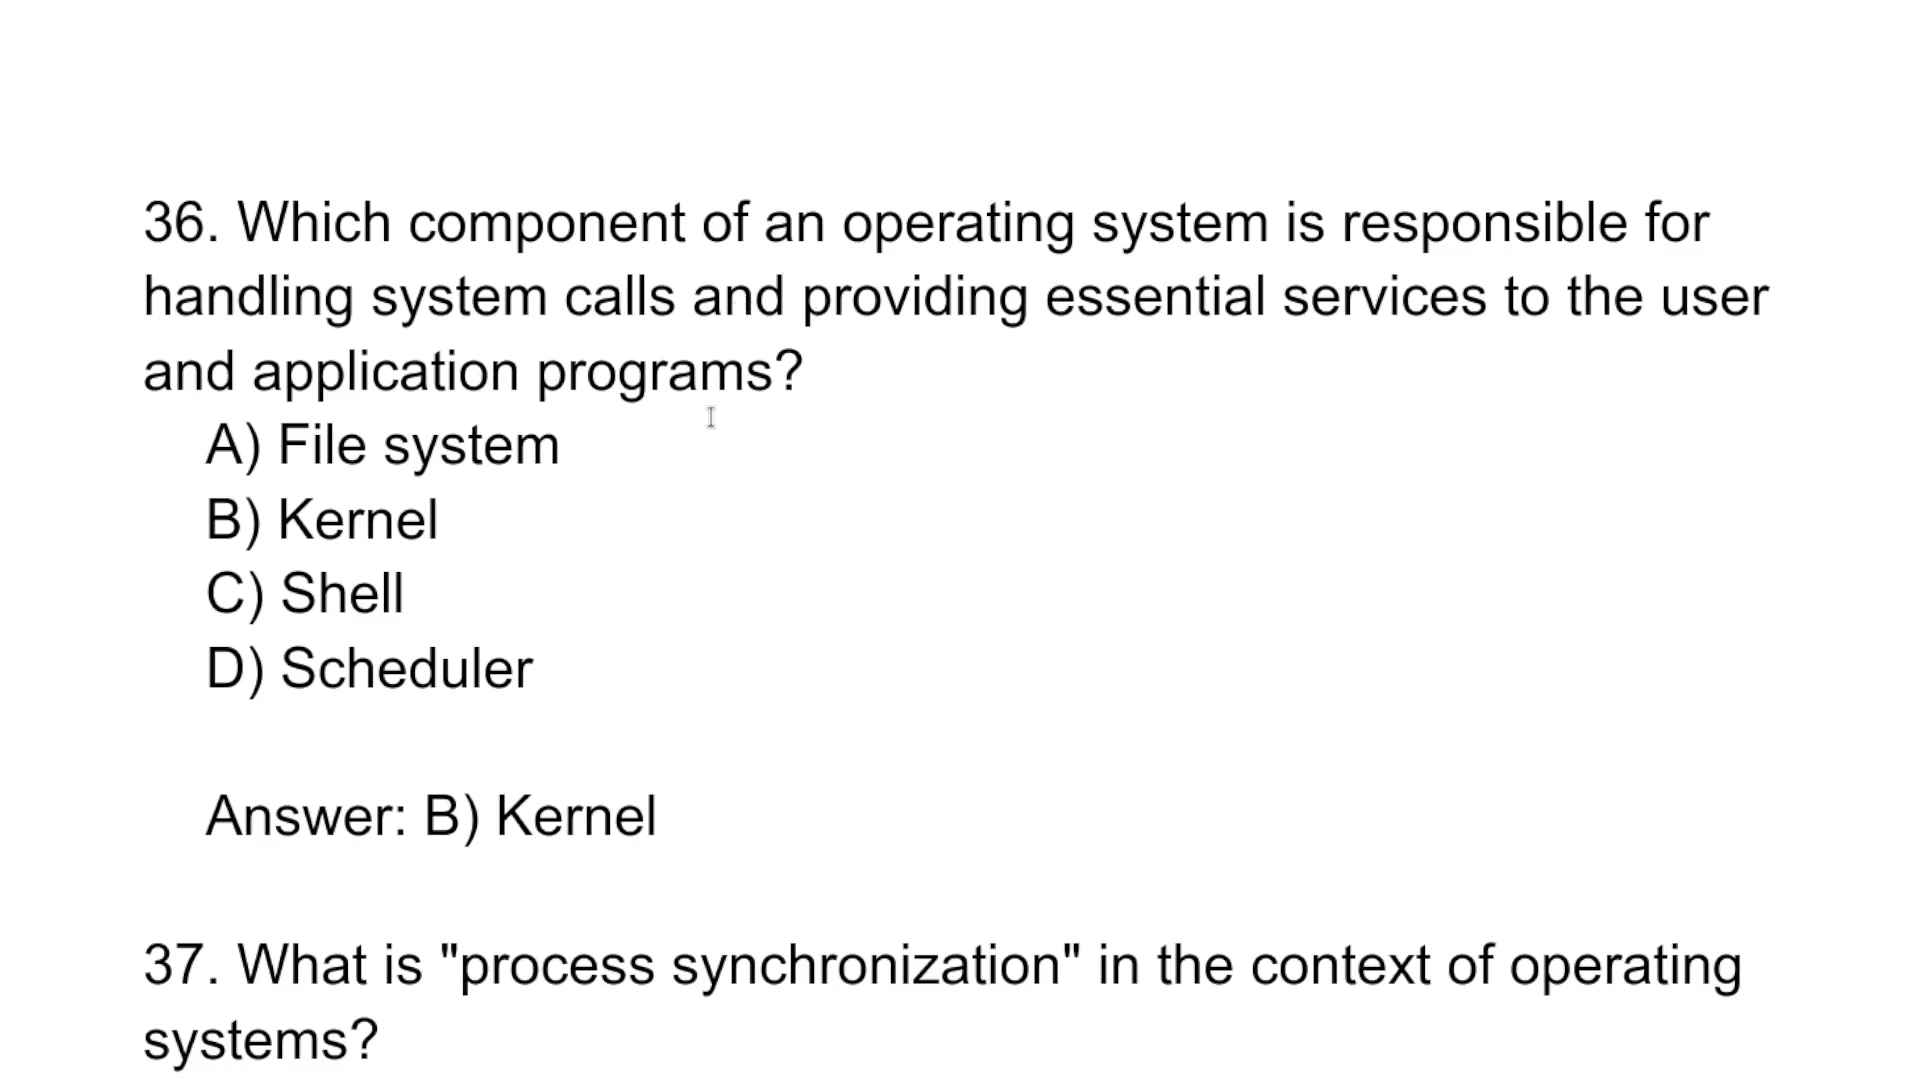 36. Which component of an operating system is responsible for
handling system calls and providing essential services to the user
and application programs?
A) File system
B) Kernel
C) Shell
D) Scheduler
Answer: B) Kernel
37. What is "process synchronization" in the context of operating
systems?